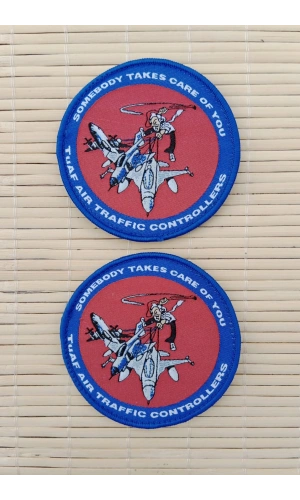 SOMEBODY TAKES CARE OF YOU
TUAF AIR TRAFFIC CONTROLLERS
SOMEBODY TAKES CARE OF YOU
TUAF AIR TRAFFIC CONTROLLERS